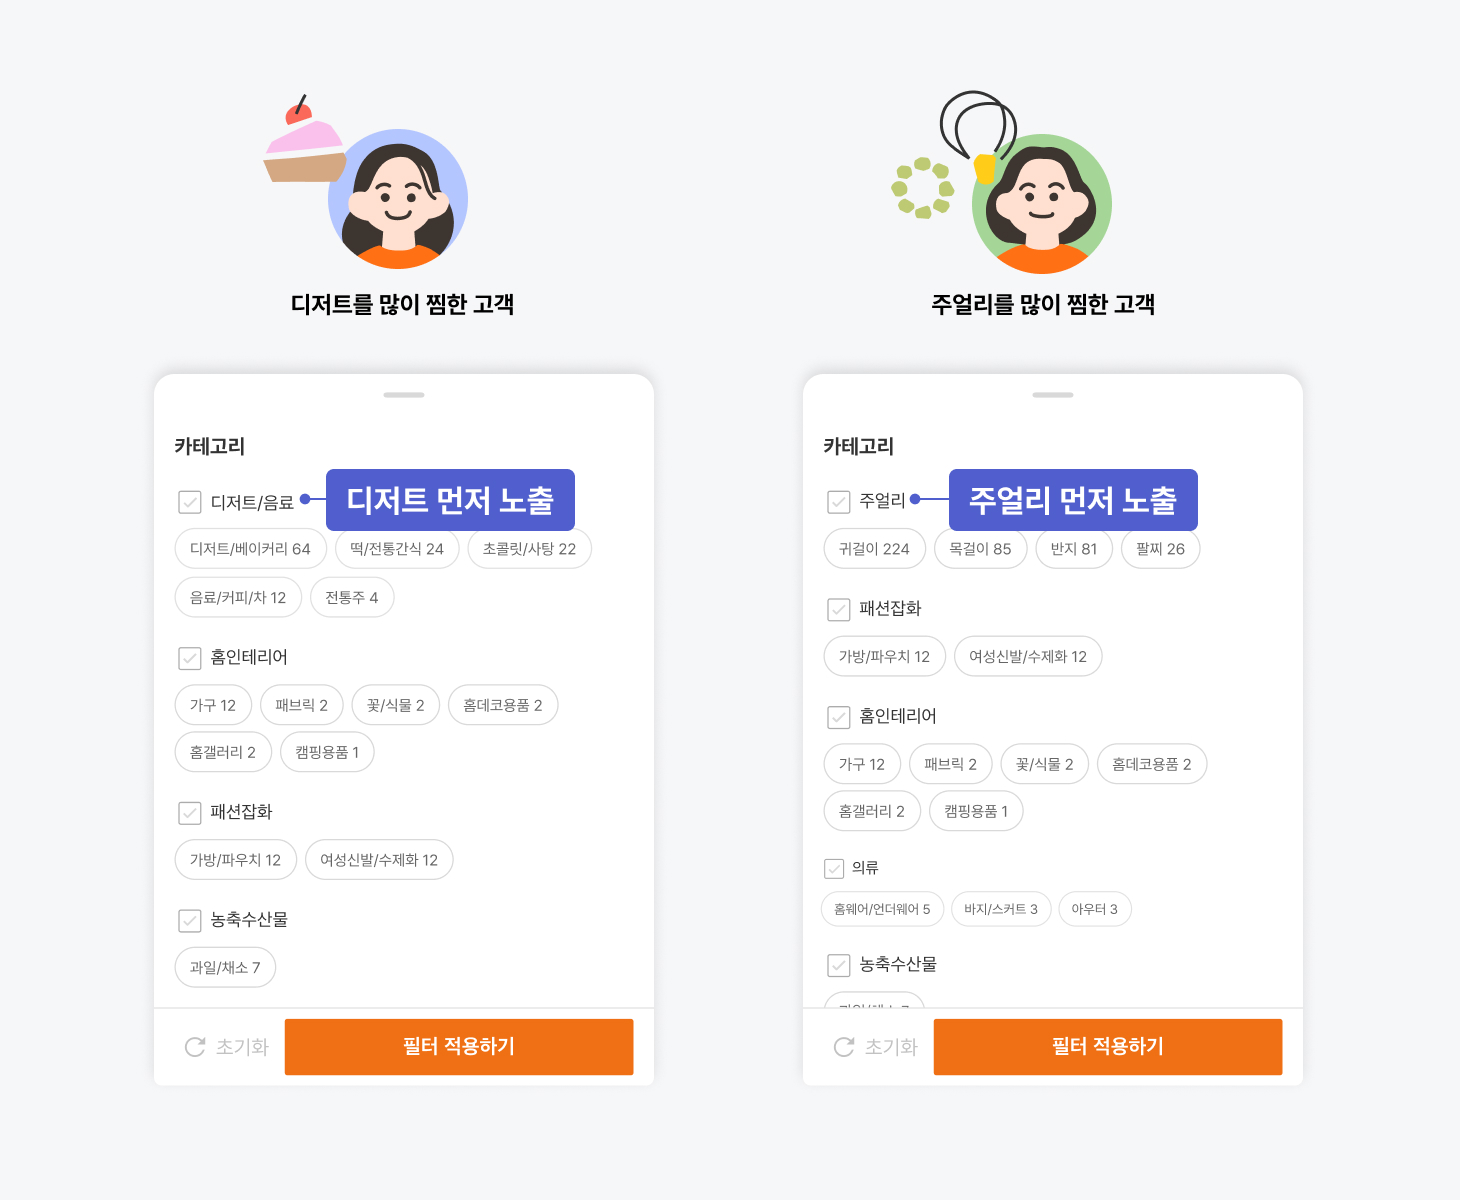 디저트를 많이 찜한 고객
카테고리
디저트/음료
디저트 먼저 노출
디저트/베이커리 64 떡/전통간식 24 초콜릿/사탕 22
음료/커피/차 12 전통주 4
홈인테리어
가구 12 패브릭 2 꽃/식물 2 홈데코용품 2
홈갤러리 2 캠핑용품 1
패션잡화
가방/파우치 12 여성신발/수제화 12
농축수산물
과일/채소 7
초기화 필터 적용하기
주얼리를 많이 찜한 고객
카테고리
주얼리
주얼리 먼저 노출
귀걸이 224 목걸이 85 반지 81 팔찌 26
패션잡화
가방/파우치 12 여성신발/수제화 12
홈인테리어
가구 12 패브릭 2 꽃/식물 2 홈데코용품 2
홈갤러리 2 캠핑용품 1
의류
홈웨어/언더웨어 5 바지/스커트 3 아우터 3
농축수산물
초기화 필터 적용하기